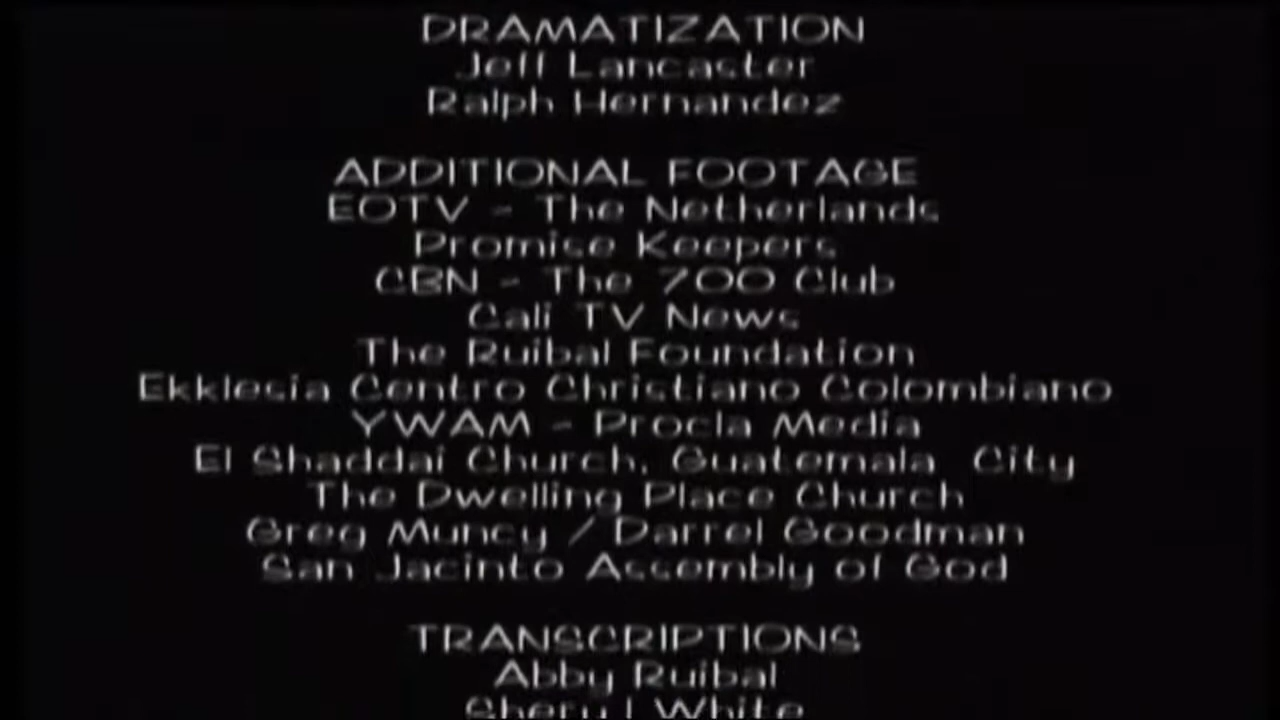 DRAMATIZATION
Jeff Lancaster
Ralph Hernandez
ADDITIONAL FOOTAGE
EOTV - The Netherlands
Promise Keepers
CBN - The 700 Club
Cali TV News
The Ruibal Foundation
Ekklesia Centro Christiano Colombiano
YWAM - Procla Media
El Shaddai Church, Guatemala City
The Dwelling Place Church
Greg Muncy / Darrel Goodman
San Jacinto Assembly of God
TRANSCRIPTIONS
Abby Ruibal
Sheryl White